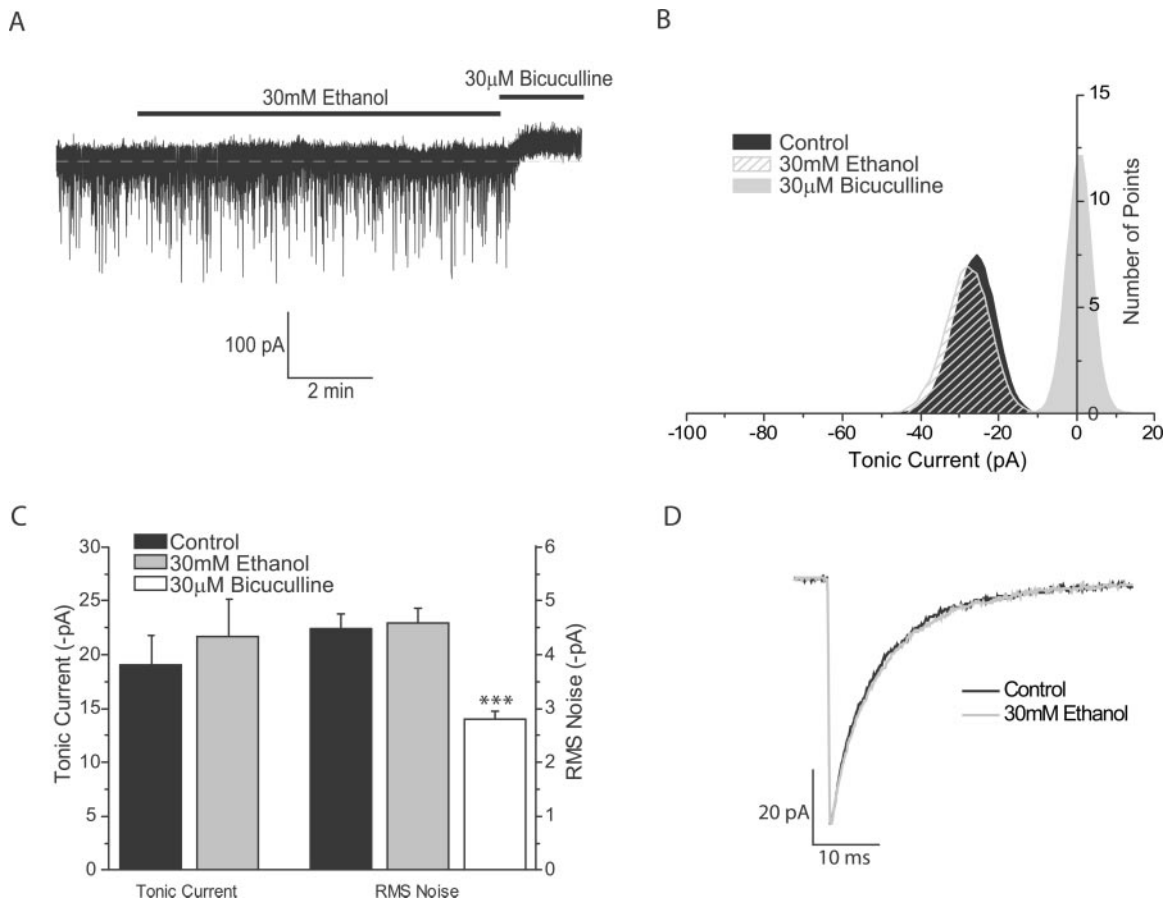 A
30mM Ethanol
30μM Bicuculline
100 pA
2 min
B
Control
30mM Ethanol
30μM Bicuculline
15
10
5
0
Number of Points
-100 -80 -60 -40 -20 0 20
Tonic Current (pA)
C
Control
30mM Ethanol
30μM Bicuculline
30
25
20
15
10
5
0
Tonic Current (-pA)
***
6
5
4
3
2
1
0
RMS Noise (-pA)
Tonic Current RMS Noise
D
Control
30mM Ethanol
20 pA
10 ms